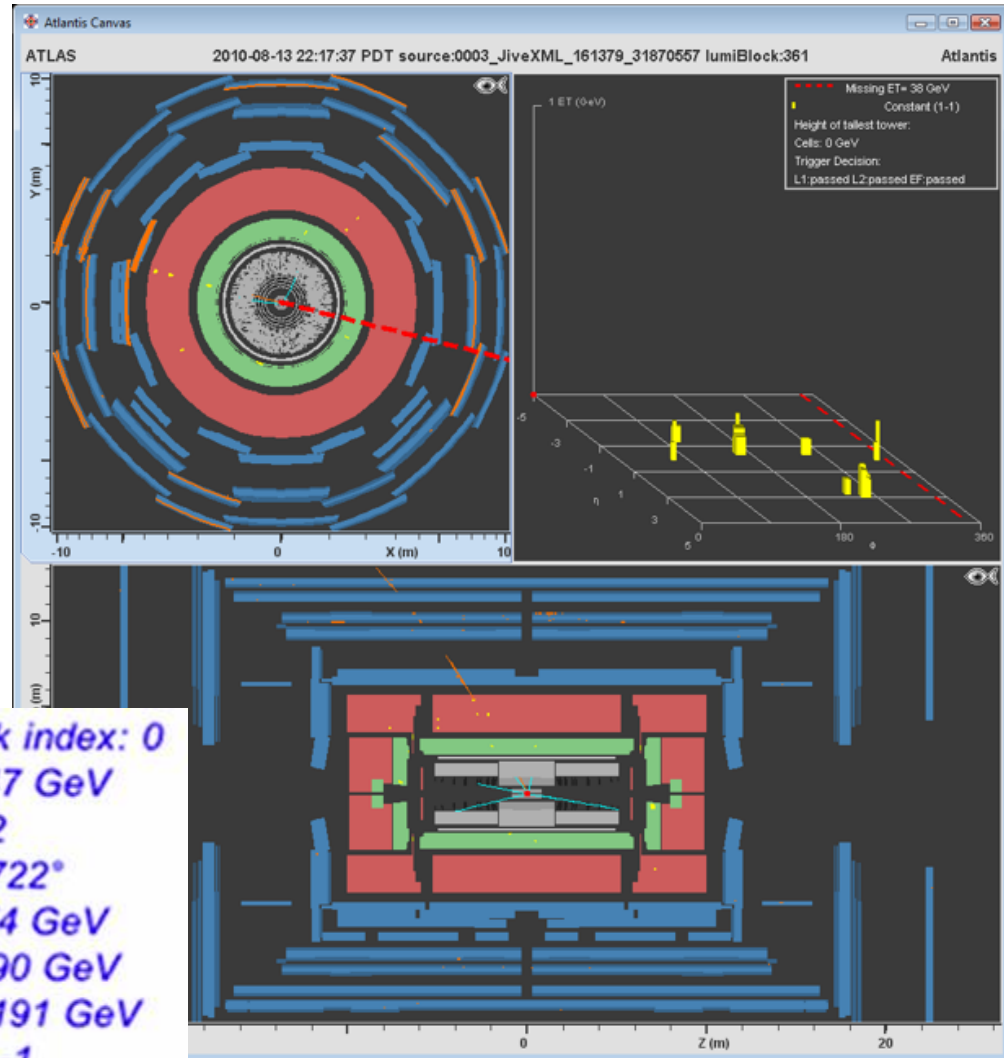 Atlantis Canvas
ATLAS 2010-08-13 22:17:37 PDT source:0003_JiveXML_161379_31870557 lumiBlock:361 Atlantis
10
Y (m)
0
-10
-10 0 X (m) 10
1 ET (GeV)
Missing ET= 38 GeV
Constant (1-1)
Height of tallest tower:
Cells: 0 GeV
Trigger Decision:
L1:passed L2:passed EF:passed
-5
-3
-1
η 1
3
5
0 180 Φ 360
10
(m)
0 Z (m) 20
k index: 0
7 GeV
2
722°
4 GeV
90 GeV
191 GeV